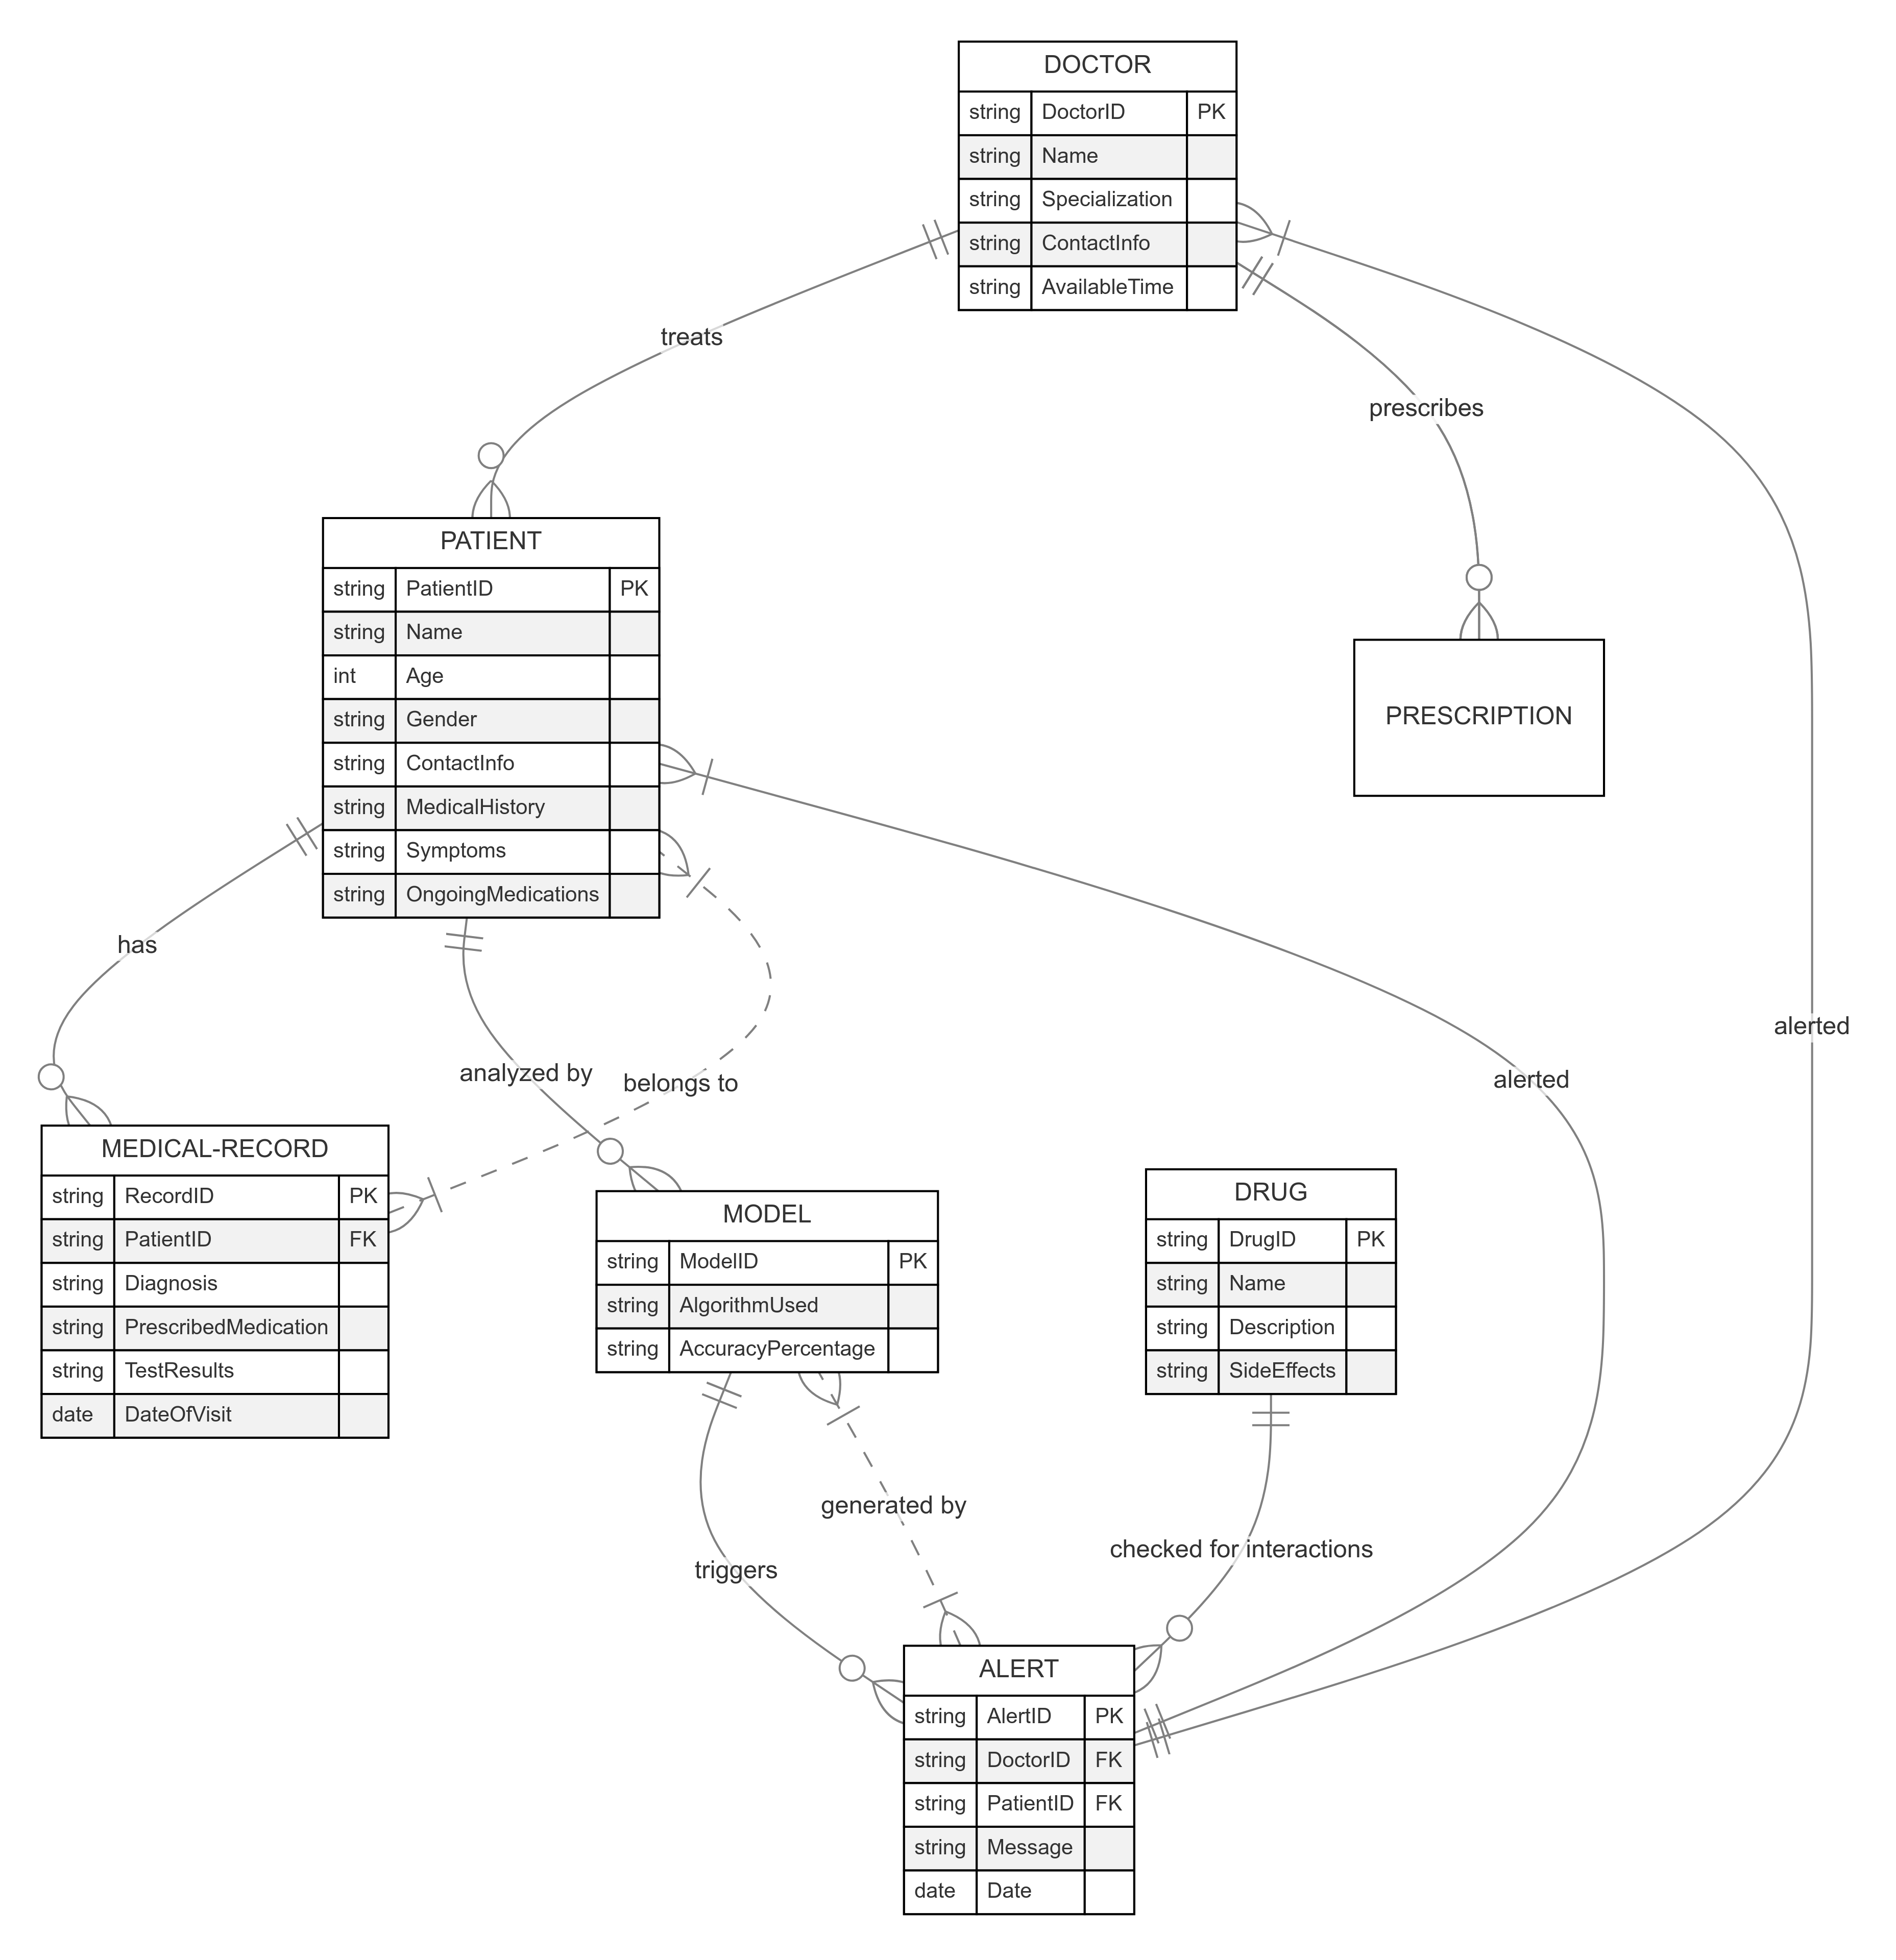 DOCTOR
string DoctorID PK
string Name
string Specialization
string ContactInfo
string AvailableTime
treats
prescribes
PATIENT
string PatientID PK
string Name
int Age
string Gender
string ContactInfo
string MedicalHistory
string Symptoms
string OngoingMedications
PRESCRIPTION
has
alerted
analyzed by
belongs to
alerted
MEDICAL-RECORD
string RecordID PK
string PatientID FK
string Diagnosis
string PrescribedMedication
string TestResults
date DateOfVisit
MODEL
string ModelID PK
string AlgorithmUsed
string AccuracyPercentage
DRUG
string DrugID PK
string Name
string Description
string SideEffects
generated by
checked for interactions
triggers
ALERT
string AlertID PK
string DoctorID FK
string PatientID FK
string Message
date Date